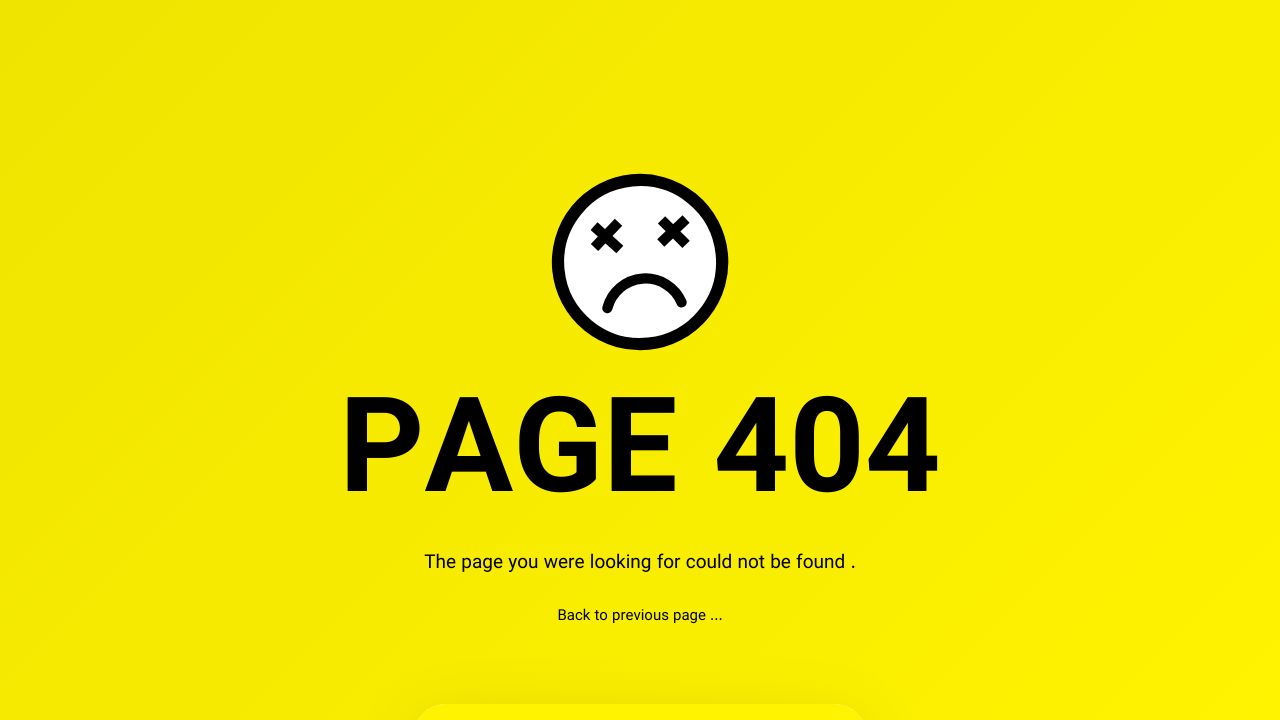 PAGE 404
The page you were looking for could not be found .
Back to previous page ...